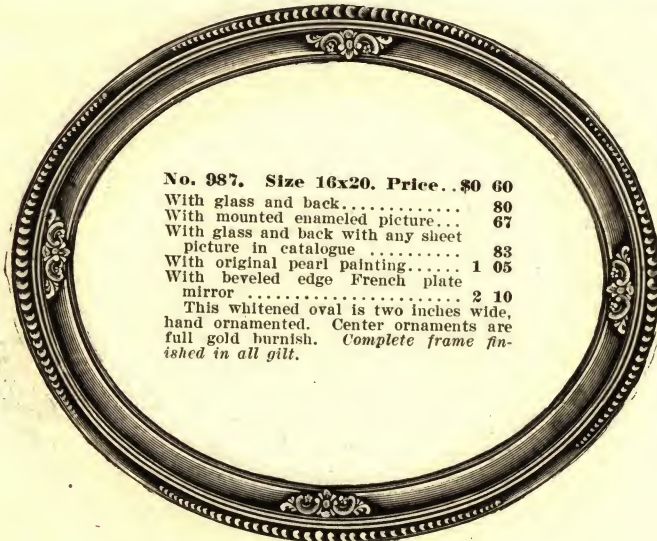 No. 987. Size 16x20. Price..$0 60
With glass and back............. 80
With mounted enameled picture... 67
With glass and back with any sheet
picture in catalogue .......... 83
With original pearl painting...... 1 05
With beveled edge French plate
mirror ........................ 2 10
This whitened oval is two inches wide,
hand ornamented. Center ornaments are
full gold burnish. Complete frame fin-
ished in all gilt.